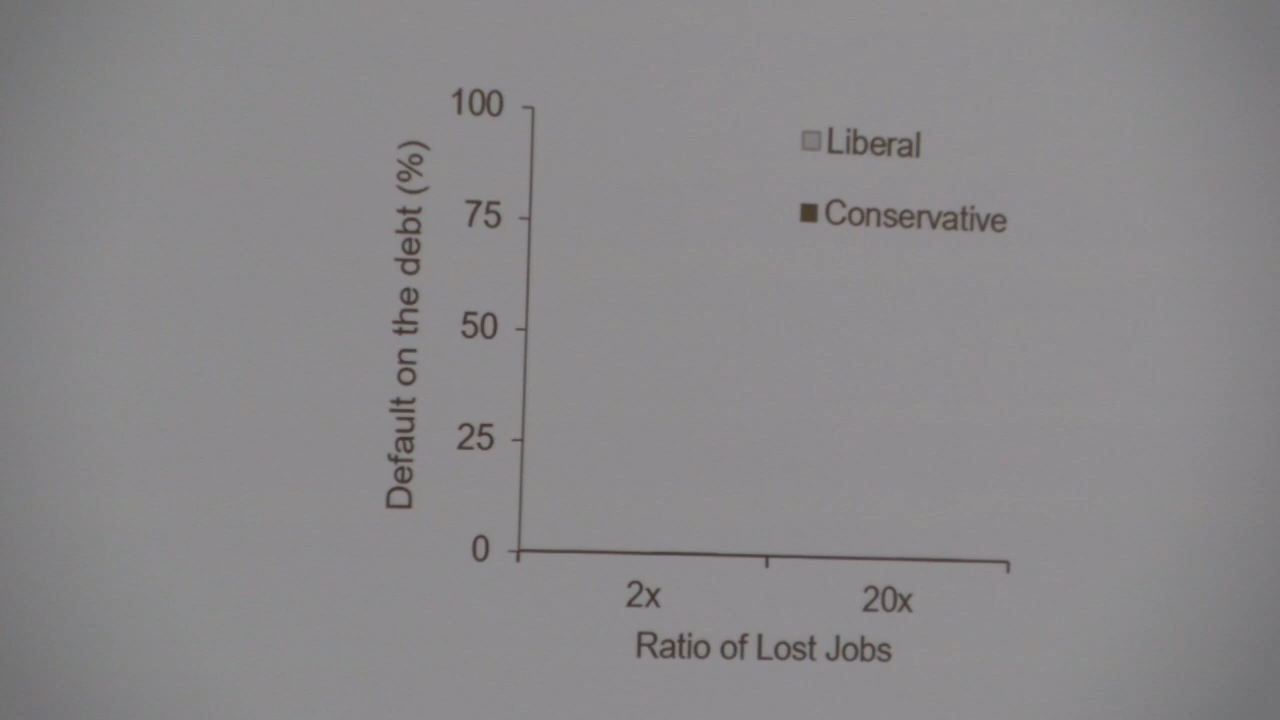 100
75
50
25
0
Default on the debt (%)
Liberal
Conservative
2x
20x
Ratio of Lost Jobs